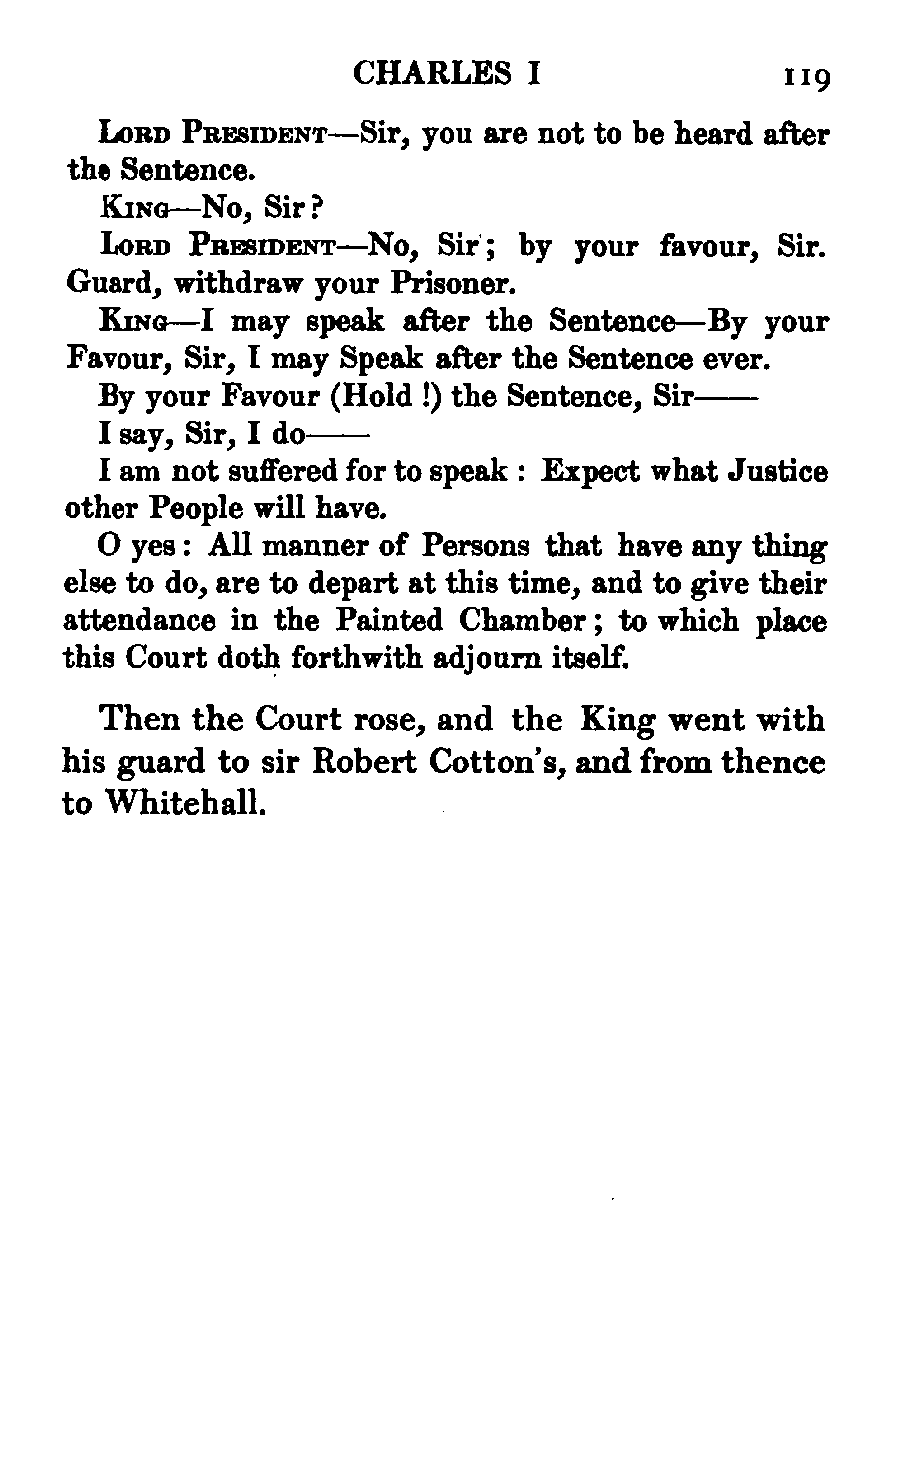 CHARLES I 119
LORD PRESIDENT—Sir, you are not to be heard after
the Sentence.
KING—No, Sir?
LORD PRESIDENT—No, Sir; by your favour, Sir.
Guard, withdraw your Prisoner.
KING—I may speak after the Sentence—By your
Favour, Sir, I may Speak after the Sentence ever.
By your Favour (Hold !) the Sentence, Sir——
I say, Sir, I do——
I am not suffered for to speak : Expect what Justice
other People will have.
O yes : All manner of Persons that have any thing
else to do, are to depart at this time, and to give their
attendance in the Painted Chamber ; to which place
this Court doth forthwith adjourn itself.
Then the Court rose, and the King went with
his guard to sir Robert Cotton's, and from thence
to Whitehall.